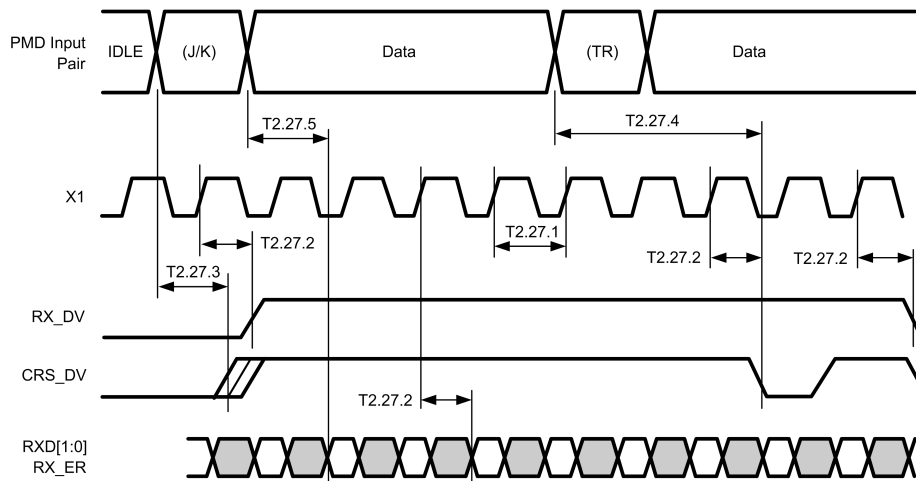 PMD Input
Pair
IDLE
(J/K)
Data
(TR)
Data
T2.27.5
T2.27.4
X1
T2.27.2
T2.27.1
T2.27.2
T2.27.2
T2.27.3
RX_DV
CRS_DV
T2.27.2
RXD[1:0]
RX_ER